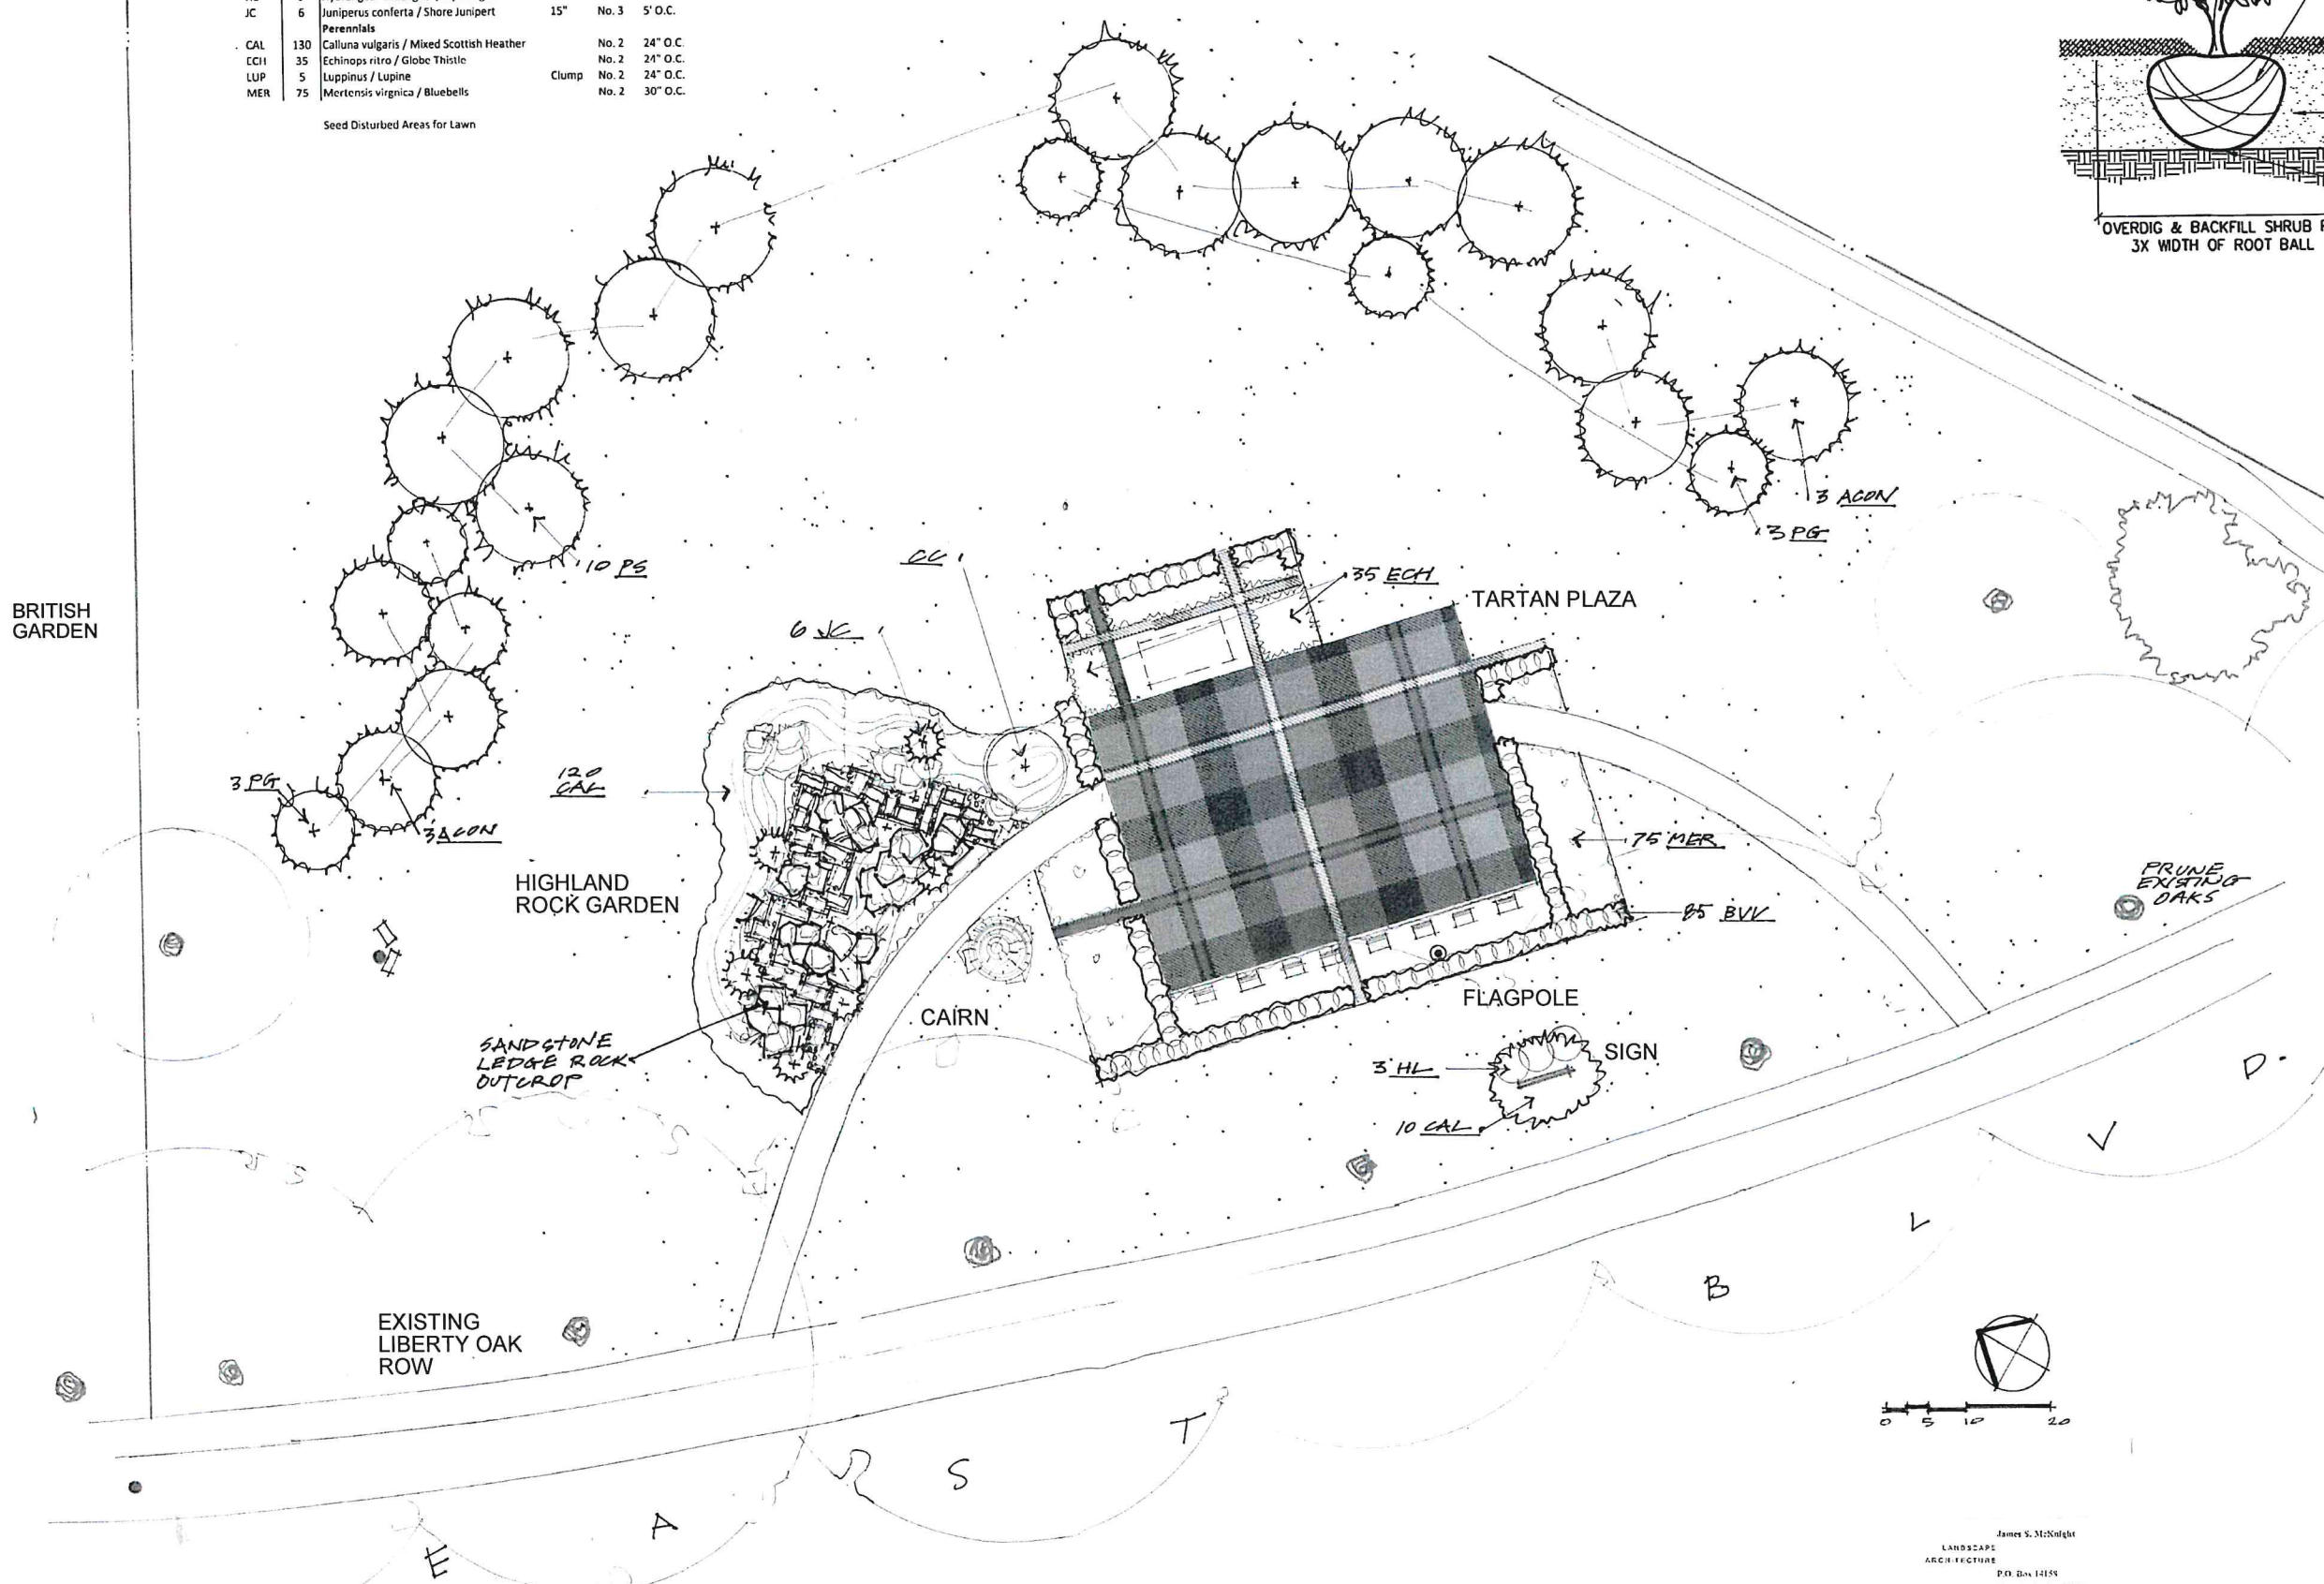 JC 6 Juniperus conferta / Shore Junipert 15" No. 3 5' O.C.
Perennials
CAL 130 Calluna vulgaris / Mixed Scottish Heather No. 2 24" O.C.
ECH 35 Echinops ritro / Globe Thistle No. 2 24" O.C.
LUP 5 Luppinus / Lupine Clump No. 2 24" O.C.
MER 75 Mertensis virgnica / Bluebells No. 2 30" O.C.
Seed Disturbed Areas for Lawn
OVERDIG & BACKFILL SHRUB
3X WIDTH OF ROOT BALL
3 ACON
3 PG
10 PS
CC
35 ECH
TARTAN PLAZA
BRITISH
GARDEN
6 JC
3 PG
120
CAL
3 ACON
75 MER
HIGHLAND
ROCK GARDEN
PRUNE
EXISTING
OAKS
85 BVV
FLAGPOLE
CAIRN
SANDSTONE
LEDGE ROCK
OUTCROP
SIGN
3 HL
10 CAL
EXISTING
LIBERTY OAK
ROW
0 5 10 20
E A S T B L V D.
James S. McKnight
LANDSCAPE
ARCHITECTURE
P.O. Box 14158